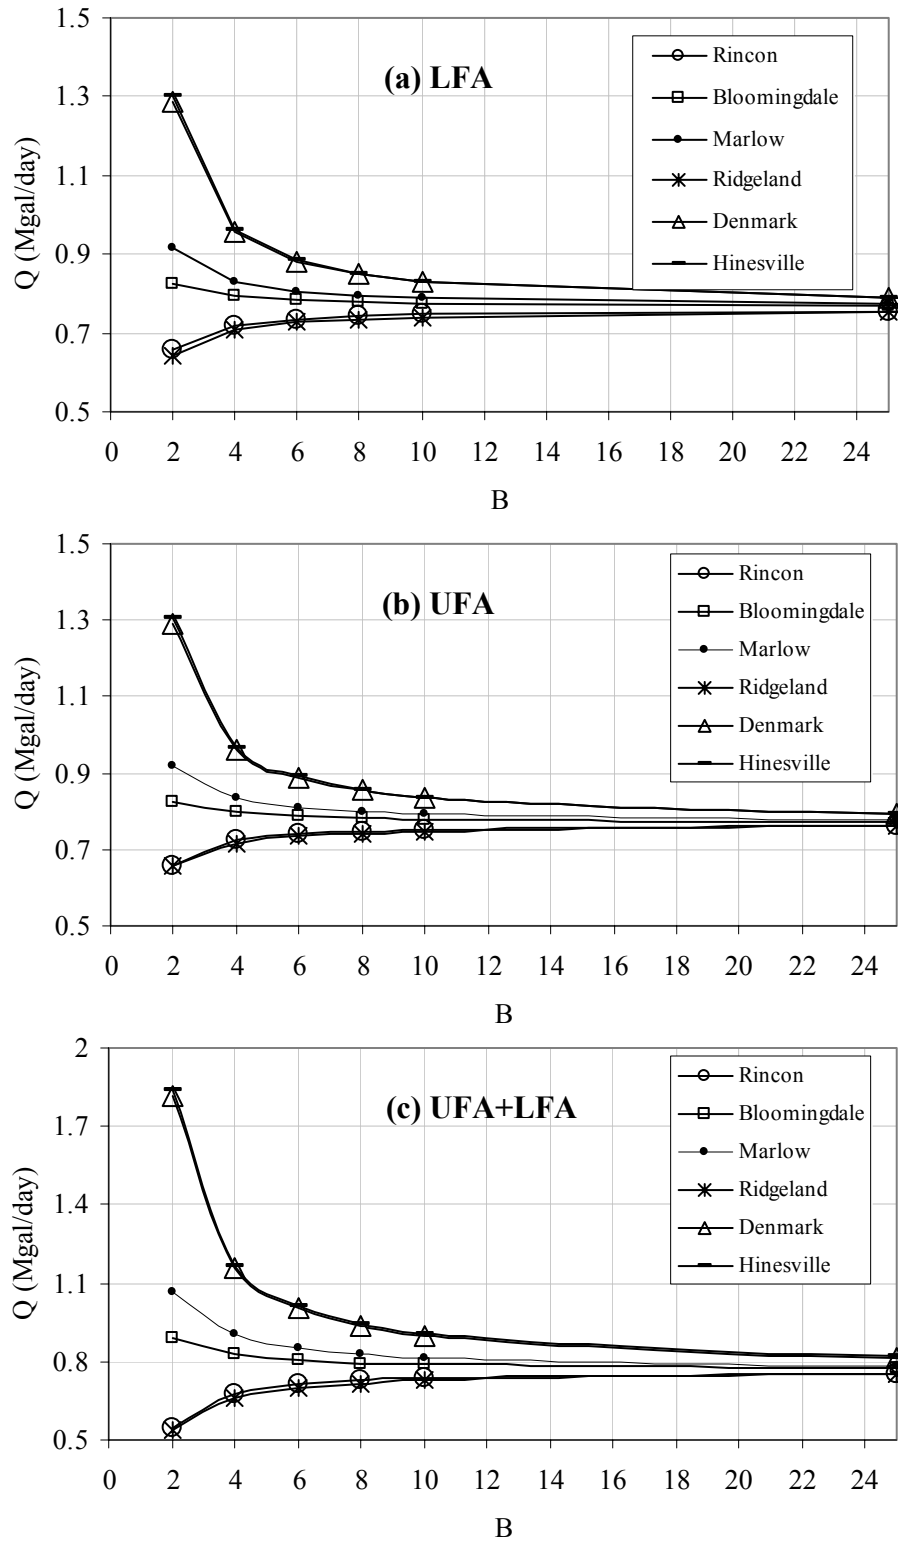 1.5
1.3
1.1
0.9
0.7
0.5
Q (Mgal/day)
(a) LFA
Rincon
Bloomingdale
Marlow
Ridgeland
Denmark
Hinesville
0 2 4 6 8 10 12 14 16 18 20 22 24
B
1.5
1.3
1.1
0.9
0.7
0.5
Q (Mgal/day)
(b) UFA
Rincon
Bloomingdale
Marlow
Ridgeland
Denmark
Hinesville
0 2 4 6 8 10 12 14 16 18 20 22 24
B
2
1.7
1.4
1.1
0.8
0.5
Q (Mgal/day)
(c) UFA+LFA
Rincon
Bloomingdale
Marlow
Ridgeland
Denmark
Hinesville
0 2 4 6 8 10 12 14 16 18 20 22 24
B